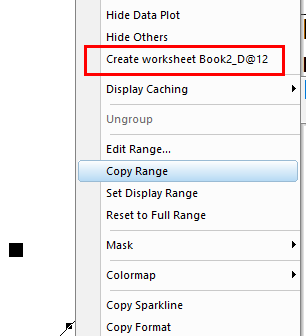 Hide Data Plot
Hide Others
Create worksheet Book2_D@12
Display Caching
Ungroup
Edit Range...
Copy Range
Set Display Range
Reset to Full Range
Mask
Colormap
Copy Sparkline
Copy Format